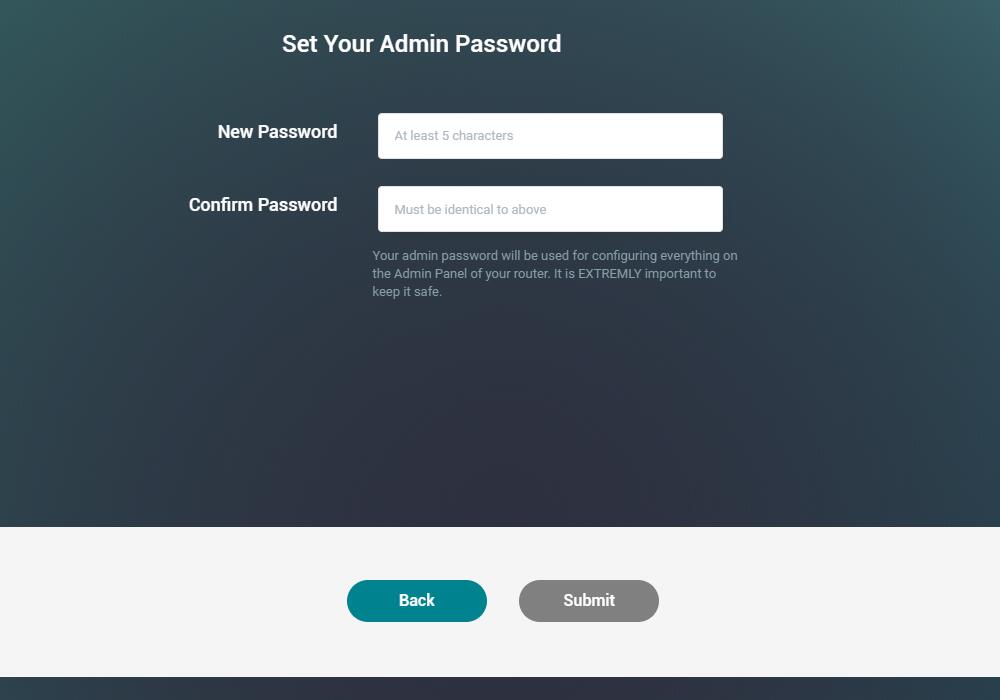 Set Your Admin Password
New Password
At least 5 characters
Confirm Password
Must be identical to above
Your admin password will be used for configuring everything on
the Admin Panel of your router. It is EXTREMLY important to
keep it safe.
Back
Submit